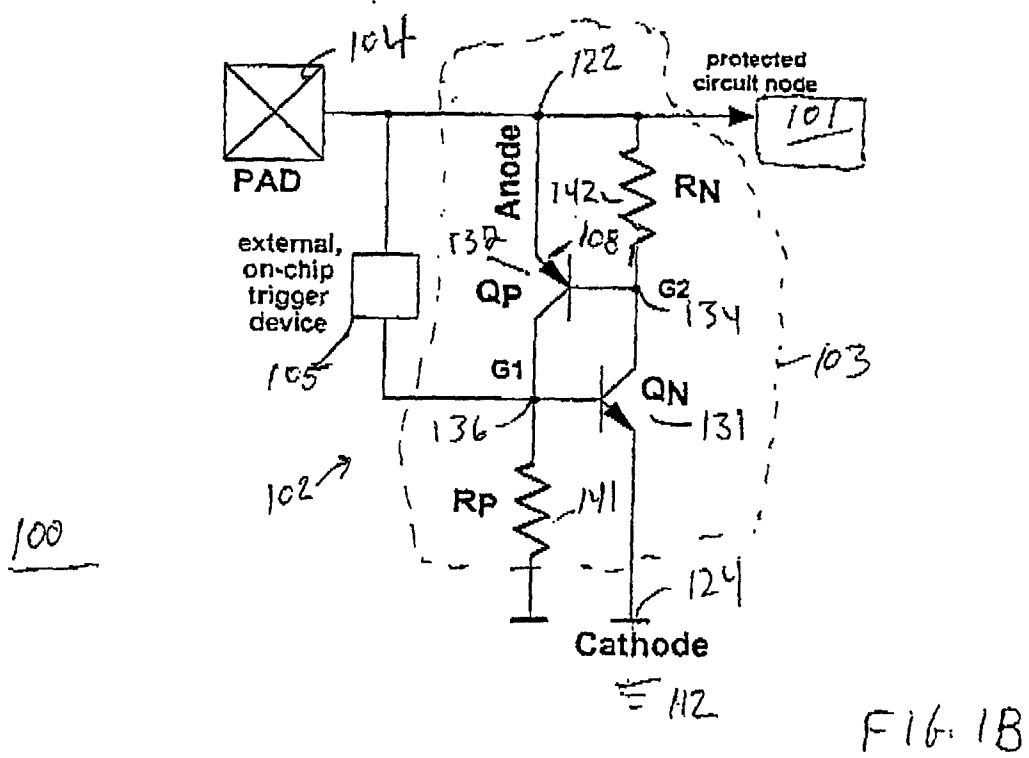 104
122
protected
circuit node
101
PAD
Anode
142
RN
external,
on-chip
trigger
device
132
108
QP
G2
134
105
G1
103
QN
136
131
102
RP
141
100
124
Cathode
112
FIG. 1B